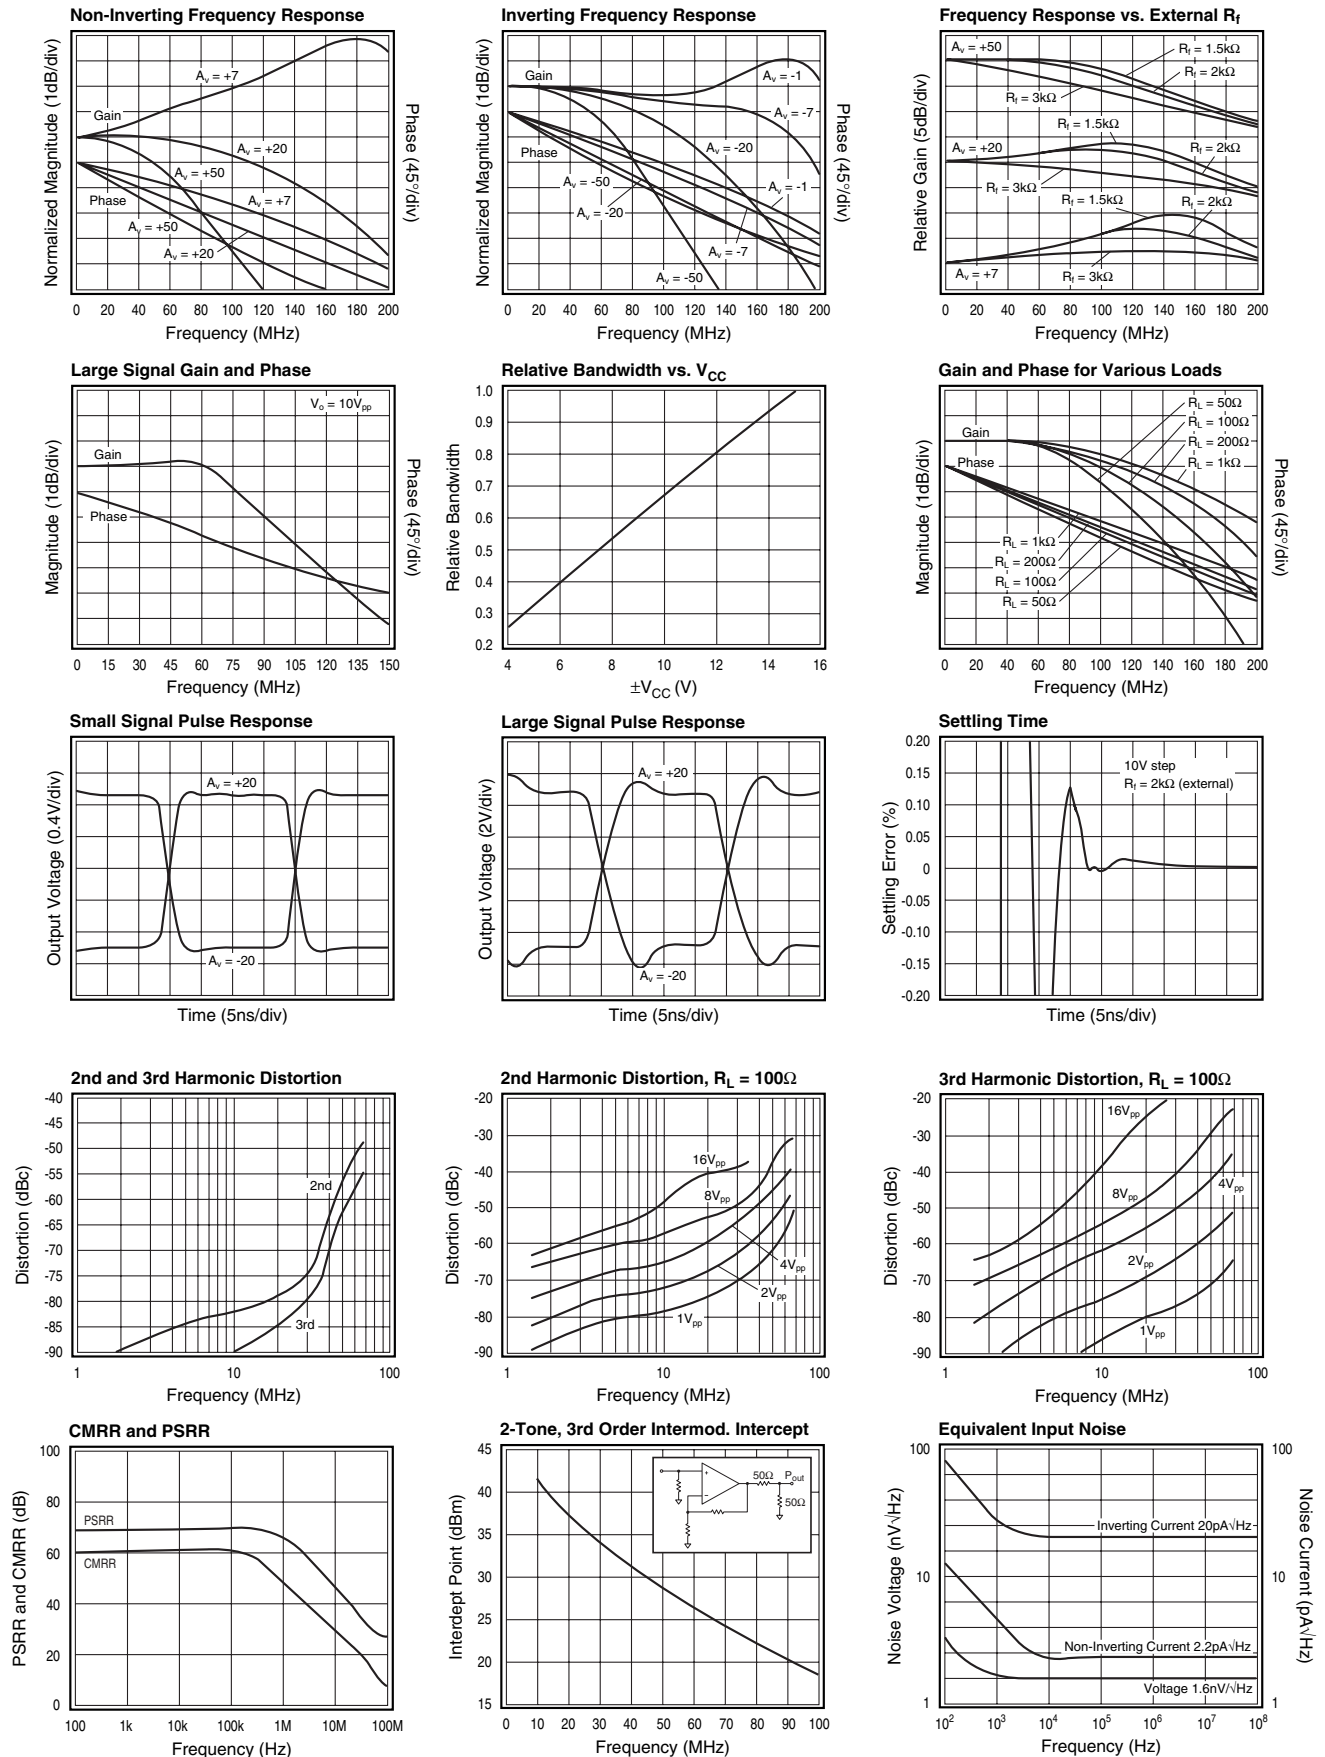 Non-Inverting Frequency Response
Normalized Magnitude (1dB/div)
Phase (45°/div)
Gain
Phase
Av = +7
Av = +20
Av = +50
Av = +7
Av = +50
Av = +20
0 20 40 60 80 100 120 140 160 180 200
Frequency (MHz)
Inverting Frequency Response
Normalized Magnitude (1dB/div)
Phase (45°/div)
Gain
Phase
Av = -1
Av = -7
Av = -20
Av = -50
Av = -1
Av = -20
Av = -7
Av = -50
0 20 40 60 80 100 120 140 160 180 200
Frequency (MHz)
Frequency Response vs. External Rf
Relative Gain (5dB/div)
Av = +50
Rf = 1.5kΩ
Rf = 2kΩ
Rf = 3kΩ
Rf = 1.5kΩ
Av = +20
Rf = 2kΩ
Rf = 3kΩ
Rf = 1.5kΩ
Rf = 2kΩ
Av = +7
Rf = 3kΩ
0 20 40 60 80 100 120 140 160 180 200
Frequency (MHz)
Large Signal Gain and Phase
Magnitude (1dB/div)
Phase (45°/div)
Vo = 10Vpp
Gain
Phase
0 15 30 45 60 75 90 105 120 135 150
Frequency (MHz)
Relative Bandwidth vs. VCC
Relative Bandwidth
1.0
0.9
0.8
0.7
0.6
0.5
0.4
0.3
0.2
4 6 8 10 12 14 16
±VCC (V)
Gain and Phase for Various Loads
Magnitude (1dB/div)
Phase (45°/div)
Gain
Phase
RL = 50Ω
RL = 100Ω
RL = 200Ω
RL = 1kΩ
RL = 1kΩ
RL = 200Ω
RL = 100Ω
RL = 50Ω
0 20 40 60 80 100 120 140 160 180 200
Frequency (MHz)
Small Signal Pulse Response
Output Voltage (0.4V/div)
Av = +20
Av = -20
Time (5ns/div)
Large Signal Pulse Response
Output Voltage (2V/div)
Av = +20
Av = -20
Time (5ns/div)
Settling Time
Settling Error (%)
0.20
0.15
0.10
0.05
0
-0.05
-0.10
-0.15
-0.20
10V step
Rf = 2kΩ (external)
Time (5ns/div)
2nd and 3rd Harmonic Distortion
Distortion (dBc)
-40
-45
-50
-55
-60
-65
-70
-75
-80
-85
-90
2nd
3rd
1 10 100
Frequency (MHz)
2nd Harmonic Distortion, RL = 100Ω
Distortion (dBc)
-20
-30
-40
-50
-60
-70
-80
-90
16Vpp
8Vpp
4Vpp
2Vpp
1Vpp
1 10 100
Frequency (MHz)
3rd Harmonic Distortion, RL = 100Ω
Distortion (dBc)
-20
-30
-40
-50
-60
-70
-80
-90
16Vpp
8Vpp
4Vpp
2Vpp
1Vpp
1 10 100
Frequency (MHz)
CMRR and PSRR
PSRR and CMRR (dB)
100
80
60
40
20
0
PSRR
CMRR
100 1k 10k 100k 1M 10M 100M
Frequency (Hz)
2-Tone, 3rd Order Intermod. Intercept
Interdept Point (dBm)
45
40
35
30
25
20
15
+
−
50Ω
Pout
50Ω
0 10 20 30 40 50 60 70 80 90 100
Frequency (MHz)
Equivalent Input Noise
Noise Voltage (nV√Hz)
Noise Current (pA√Hz)
100 100
10 10
1 1
Inverting Current 20pA√Hz
Non-Inverting Current 2.2pA√Hz
Voltage 1.6nV/√Hz
10² 10³ 10⁴ 10⁵ 10⁶ 10⁷ 10⁸
Frequency (Hz)